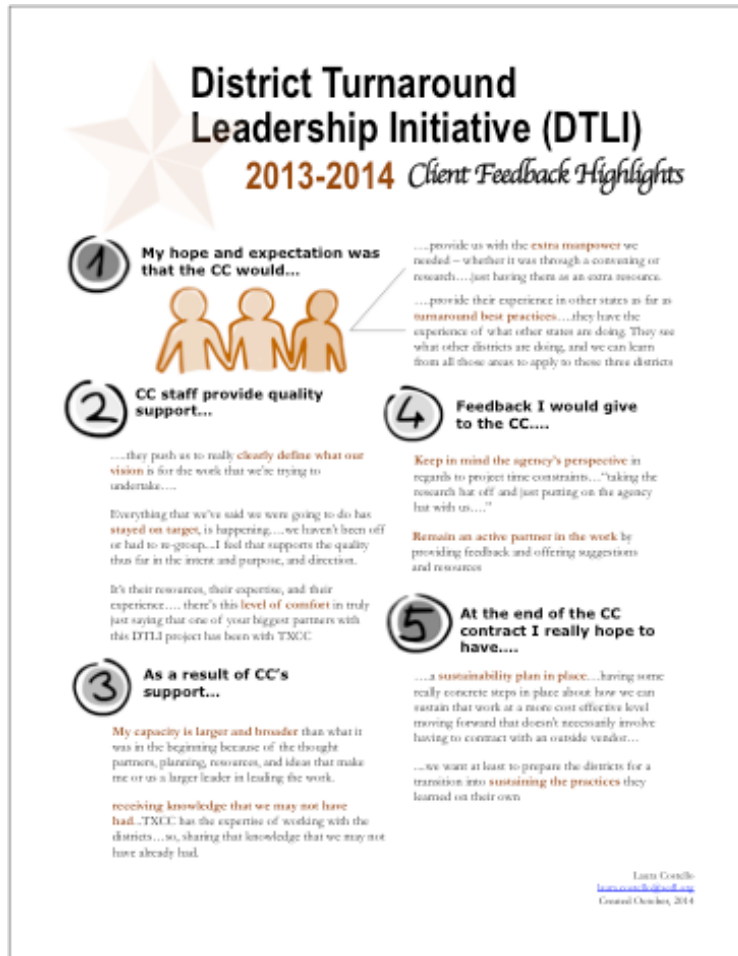 District Turnaround
Leadership Initiative (DTLI)
2013-2014 Client Feedback Highlights
1
My hope and expectation was
that the CC would...
....provide us with the extra manpower we
needed – whether it was through a convening or
research....just having them as an extra resource.
....provide their experience in other states as far as
turnaround best practices....they have the
experience of what other states are doing. They see
what other districts are doing, and we can learn
from all those areas to apply to these three districts
2
CC staff provide quality
support...
....they push us to really clearly define what our
vision is for the work that we're trying to
undertake....
Everything that we've said we were going to do has
stayed on target, is happening....we haven't been off
or had to re-group...I feel that supports the quality
thus far in the intent and purpose, and direction.
It's their resources, their expertise, and their
experience.... there's this level of comfort in truly
just saying that one of your biggest partners with
this DTLI project has been with TXCC
3
As a result of CC's
support...
My capacity is larger and broader than what it
was in the beginning because of the thought
partners, planning, resources, and ideas that make
me or us a larger leader in leading the work.
receiving knowledge that we may not have
had...TXCC has the expertise of working with the
districts....so, sharing that knowledge that we may not
have already had.
4
Feedback I would give
to the CC....
Keep in mind the agency's perspective in
regards to project time constraints..."taking the
research hat off and just putting on the agency
hat with us...."
Remain an active partner in the work by
providing feedback and offering suggestions
and resources
5
At the end of the CC
contract I really hope to
have....
....a sustainability plan in place....having some
really concrete steps in place about how we can
sustain that work at a more cost effective level
moving forward that doesn't necessarily involve
having to contract with an outside vendor...
...we want at least to prepare the districts for a
transition into sustaining the practices they
learned on their own
Laura Costello
laura.costello@sedl.org
Created October, 2014